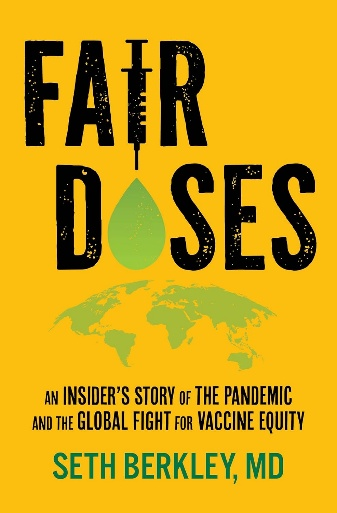 FAIR
DOSES
AN INSIDER'S STORY OF THE PANDEMIC
AND THE GLOBAL FIGHT FOR VACCINE EQUITY
SETH BERKLEY, MD